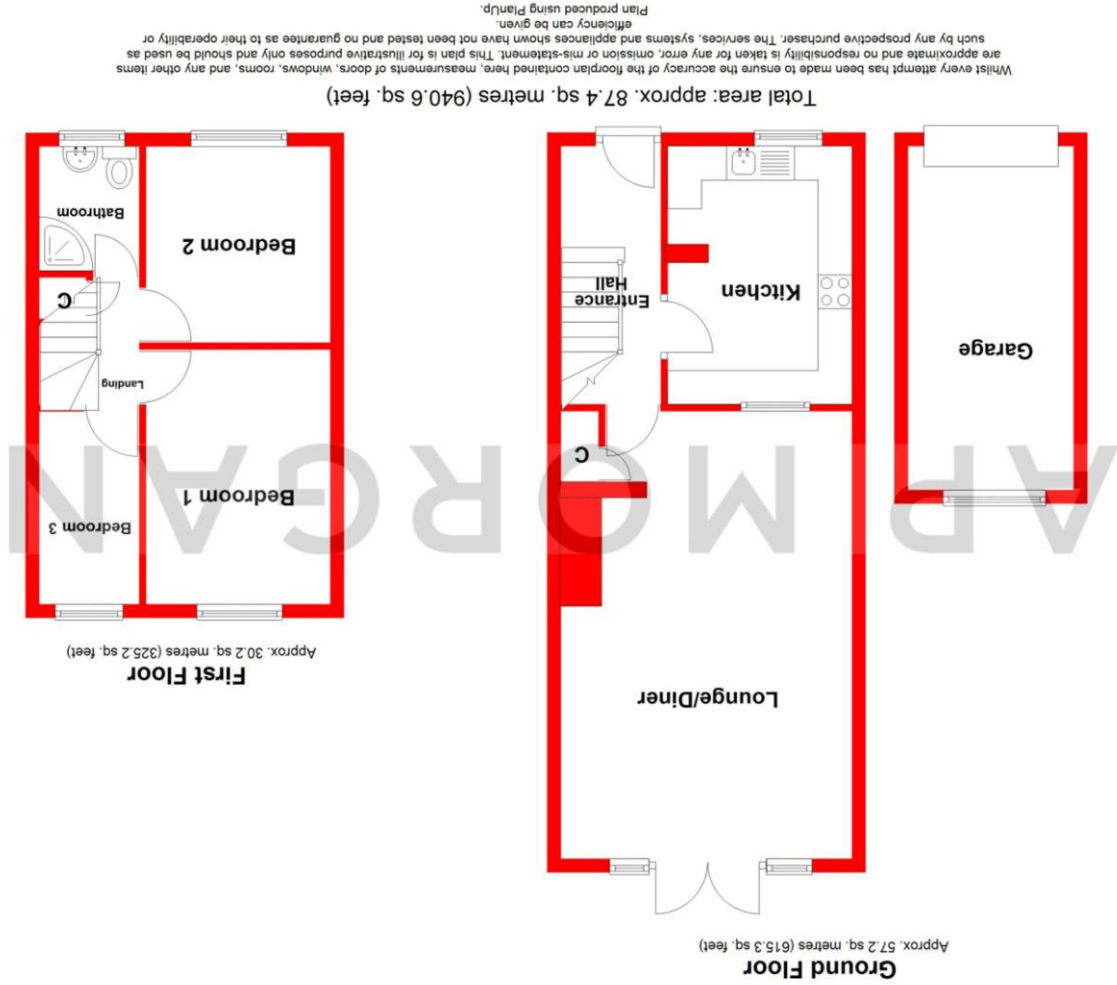 Ground Floor
Approx. 57.2 sq. metres (615.3 sq. feet)
Lounge/Diner
C
Kitchen
Entrance
Hall
Garage
First Floor
Approx. 30.2 sq. metres (325.2 sq. feet)
Bedroom 3
Bedroom 1
Landing
C
Bedroom 2
Bathroom
AP MORGAN
Total area: approx. 87.4 sq. metres (940.6 sq. feet)
Whilst every attempt has been made to ensure the accuracy of the floorplan contained here, measurements of doors, windows, rooms, and any other items
are approximate and no responsibility is taken for any error, omission or mis-statement. This plan is for illustrative purposes only and should be used as
such by any prospective purchaser. The services, systems and appliances shown have not been tested and no guarantee as to their operability or
efficiency can be given.
Plan produced using PlanUp.